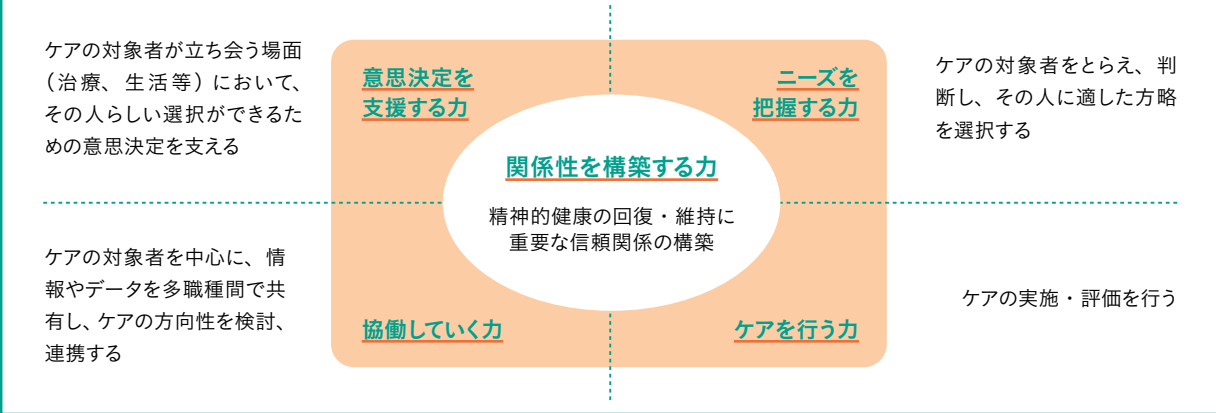 ケアの対象者が立ち会う場面
(治療、生活等)において、
その人らしい選択ができるた
めの意思決定を支える
意思決定を
支援する力
ニーズを
把握する力
ケアの対象者をとらえ、判
断し、その人に適した方略
を選択する
関係性を構築する力
精神的健康の回復・維持に
重要な信頼関係の構築
ケアの対象者を中心に、情
報やデータを多職種間で共
有し、ケアの方向性を検討、
連携する
協働していく力
ケアを行う力
ケアの実施・評価を行う